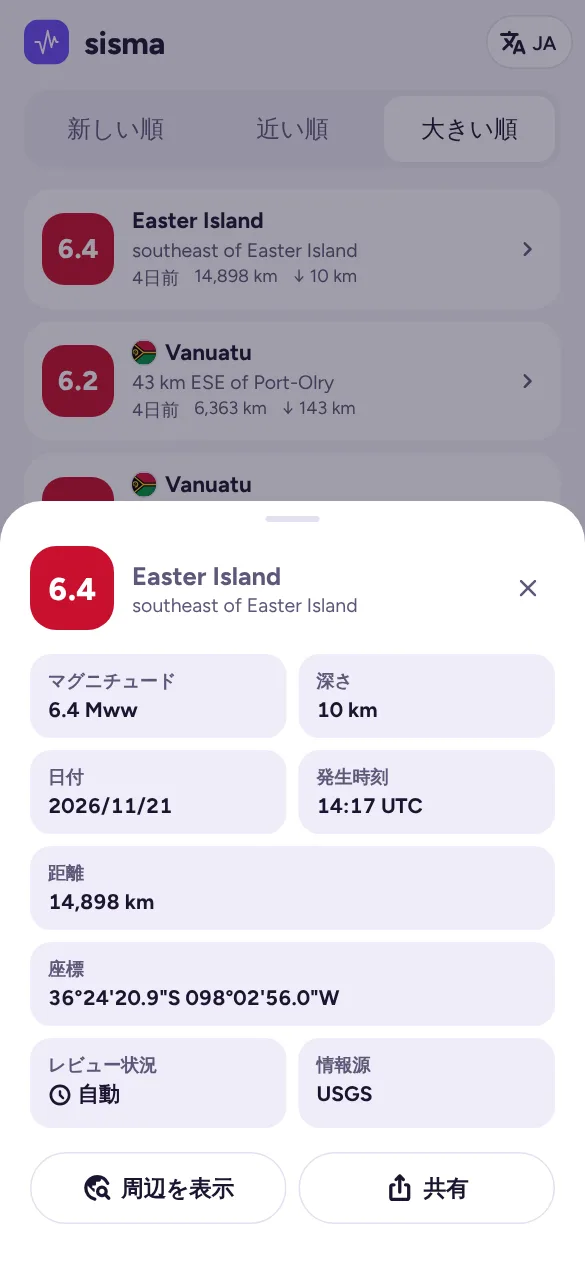 sisma
JA
新しい順
近い順
大きい順
6.4
Easter Island
southeast of Easter Island
4日前 14,898 km ↓ 10 km
6.2
Vanuatu
43 km ESE of Port-Olry
4日前 6,363 km ↓ 143 km
Vanuatu
6.4
Easter Island
southeast of Easter Island
マグニチュード
6.4 Mww
深さ
10 km
日付
2026/11/21
発生時刻
14:17 UTC
距離
14,898 km
座標
36°24'20.9"S 098°02'56.0"W
レビュー状況
自動
情報源
USGS
周辺を表示
共有